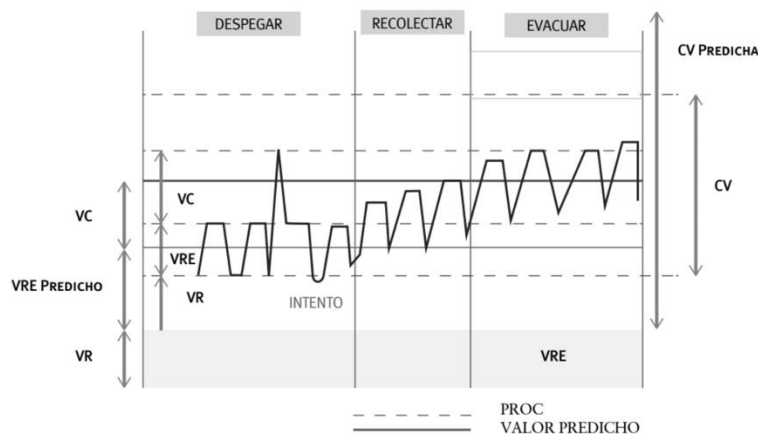 DESPEGAR
RECOLECTAR
EVACUAR
CV PREDICHA
VC
VC
CV
VRE
VRE PREDICHO
VR
INTENTO
VR
VRE
PROC
VALOR PREDICHO